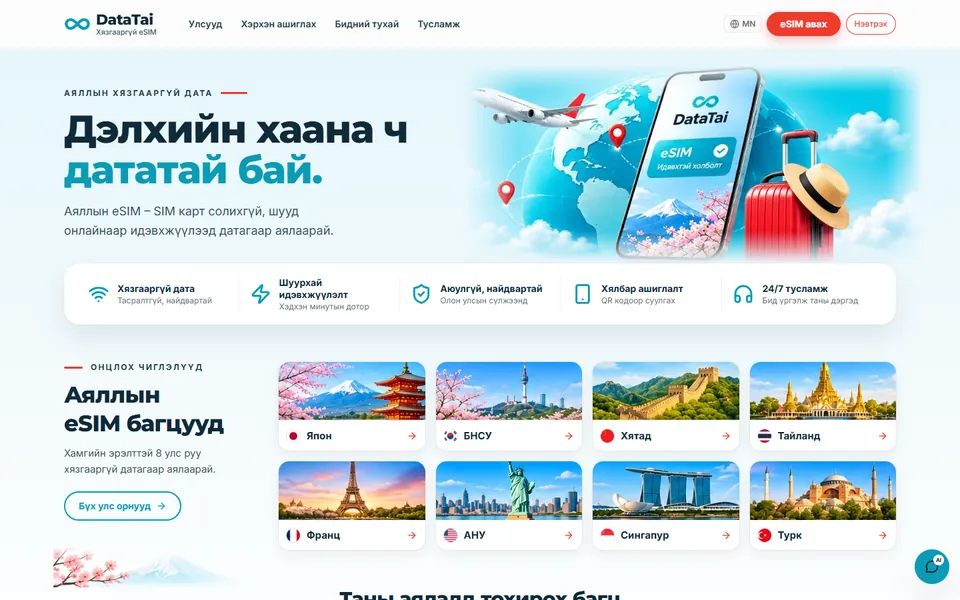 DataTai
Хязгааргүй eSIM
Улсууд
Хэрхэн ашиглах
Бидний тухай
Тусламж
MN
eSIM авах
Нэвтрэх
АЯЛЛЫН ХЯЗГААРГҮЙ ДАТА
Дэлхийн хаана ч
дататай бай.
Аяллын eSIM – SIM карт солихгүй, шууд
онлайнаар идэвхжүүлээд датагаар аялаарай.
DataTai
eSIM
Идэвхтэй холболт
Хязгааргүй дата
Тасралтгүй, найдвартай
Шуурхай
идэвхжүүлэлт
Хэдхэн минутын дотор
Аюулгүй, найдвартай
Олон улсын сүлжээнд
Хялбар ашиглалт
QR кодоор суулгах
24/7 тусламж
Бид үргэлж таны дэргэд
ОНЦЛОХ ЧИГЛЭЛҮҮД
Аяллын
eSIM багцууд
Хамгийн эрэлттэй 8 улс руу
хязгааргүй датагаар аялаарай.
Бүх улс орнууд
Япон
БНСУ
Хятад
Тайланд
Франц
АНУ
Сингапур
Турк
AI
Таны аялалд тохирох багц